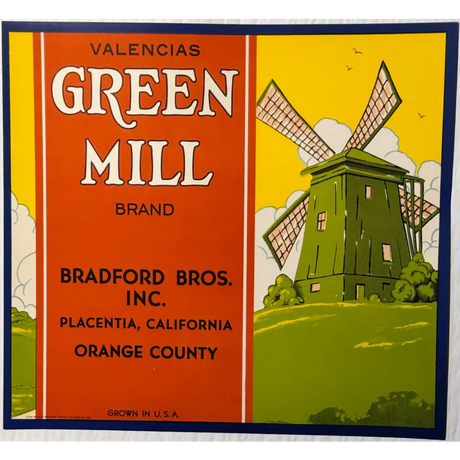 VALENCIAS
GREEN
MILL
BRAND
BRADFORD BROS.
INC.
PLACENTIA, CALIFORNIA
ORANGE COUNTY
GROWN IN U.S.A.